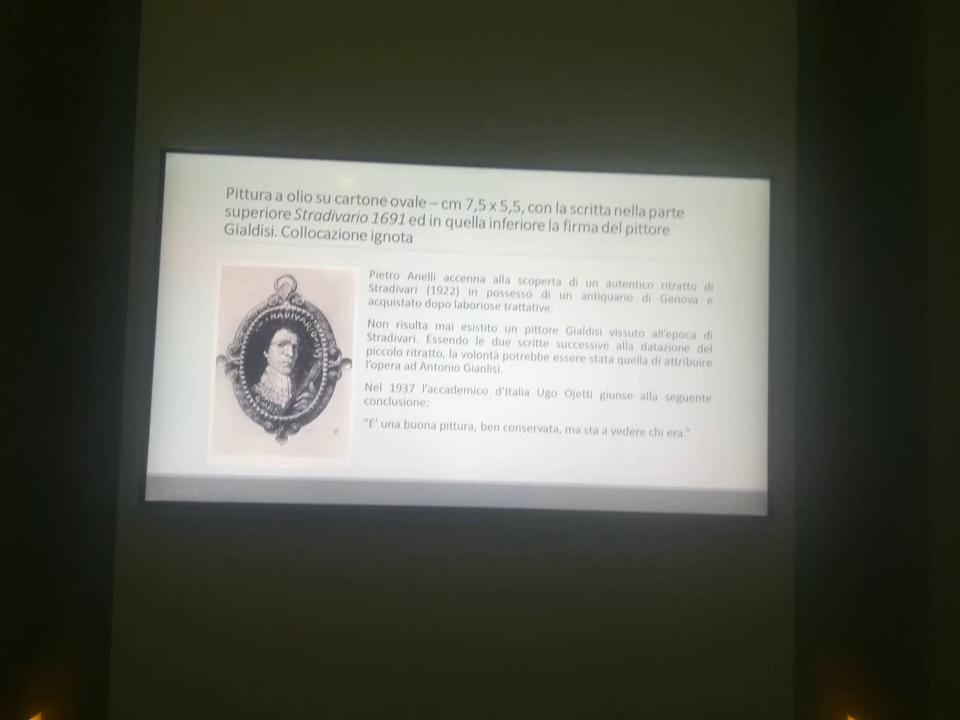 Pittura a olio su cartone ovale – cm 7,5 x 5,5, con la scritta nella parte
superiore Stradivario 1691 ed in quella inferiore la firma del pittore
Gialdisi. Collocazione ignota
Pietro Anelli accenna alla scoperta di un autentico ritratto di
Stradivari (1922) in possesso di un antiquario di Genova e
acquistato dopo laboriose trattative.
Non risulta mai esistito un pittore Gialdisi vissuto all'epoca di
Stradivari. Essendo le due scritte successive alla datazione del
piccolo ritratto, la volontà potrebbe essere stata quella di attribuire
l'opera ad Antonio Gianlisi.
Nel 1937 l'accademico d'Italia Ugo Ojetti giunse alla seguente
conclusione:
"E' una buona pittura, ben conservata, ma sta a vedere chi era."